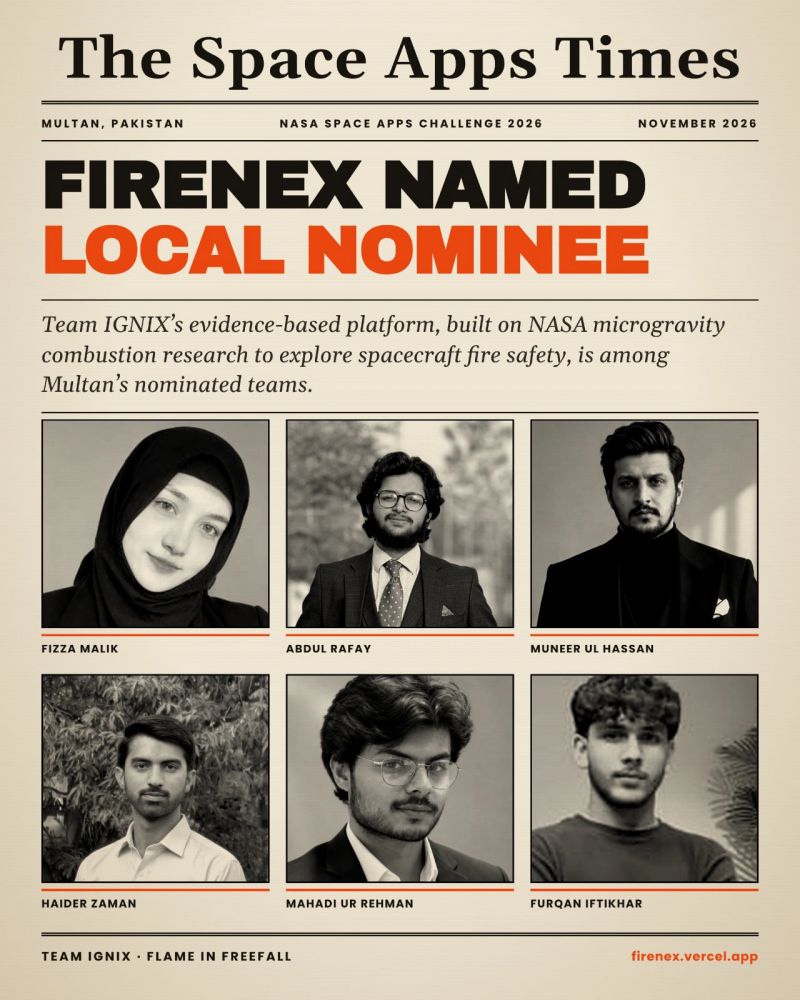 The Space Apps Times
MULTAN, PAKISTAN
NASA SPACE APPS CHALLENGE 2026
NOVEMBER 2026
FIRENEX NAMED
LOCAL NOMINEE
Team IGNIX’s evidence-based platform, built on NASA microgravity
combustion research to explore spacecraft fire safety, is among
Multan’s nominated teams.
FIZZA MALIK
ABDUL RAFAY
MUNEER UL HASSAN
HAIDER ZAMAN
MAHADI UR REHMAN
FURQAN IFTIKHAR
TEAM IGNIX · FLAME IN FREEFALL
firenex.vercel.app